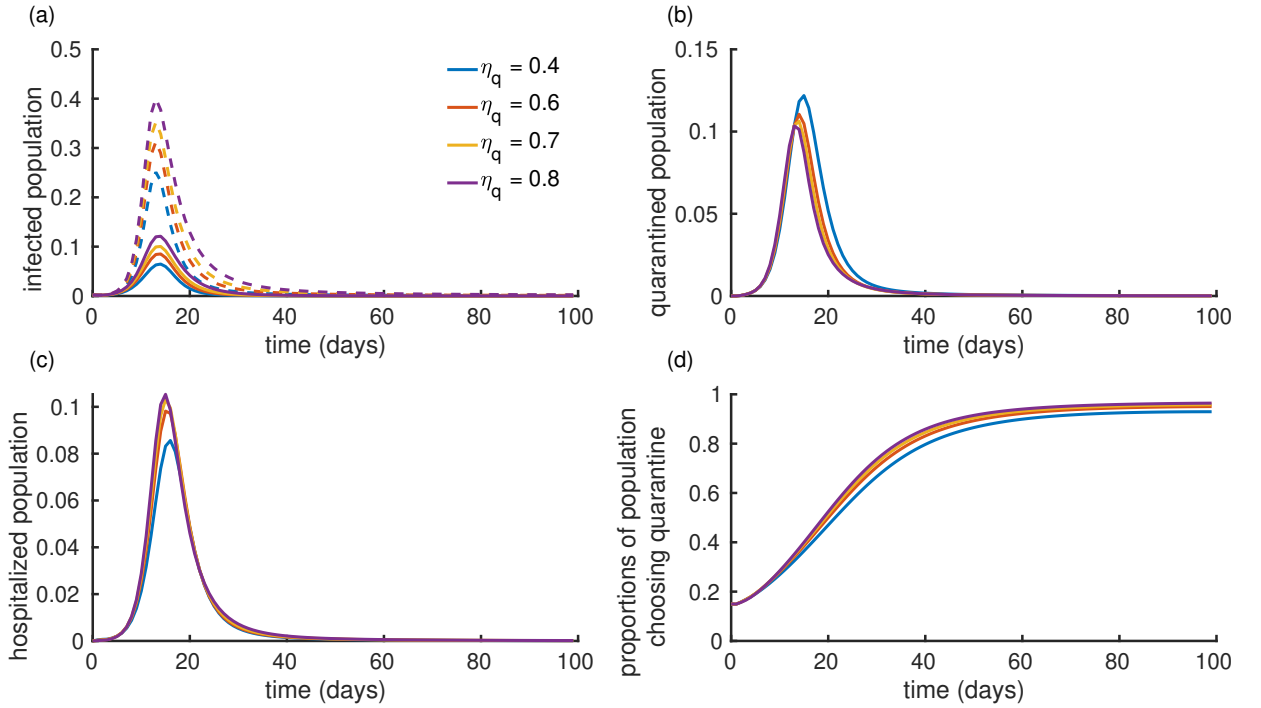 (a)
infected population
0.5
0.4
0.3
0.2
0.1
0
0 20 40 60 80 100
time (days)
η_q = 0.4
η_q = 0.6
η_q = 0.7
η_q = 0.8
(b)
quarantined population
0.15
0.1
0.05
0
0 20 40 60 80 100
time (days)
(c)
hospitalized population
0.1
0.08
0.06
0.04
0.02
0
0 20 40 60 80 100
time (days)
(d)
proportions of population
choosing quarantine
1
0.8
0.6
0.4
0.2
0
0 20 40 60 80 100
time (days)